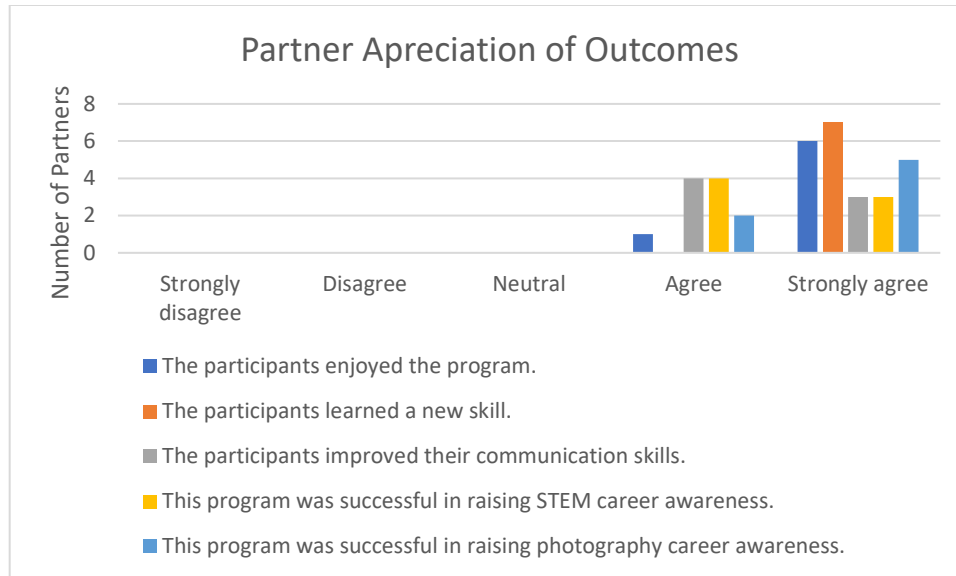 Partner Apreciation of Outcomes
Number of Partners
8
6
4
2
0
Strongly
disagree
Disagree
Neutral
Agree
Strongly agree
The participants enjoyed the program.
The participants learned a new skill.
The participants improved their communication skills.
This program was successful in raising STEM career awareness.
This program was successful in raising photography career awareness.